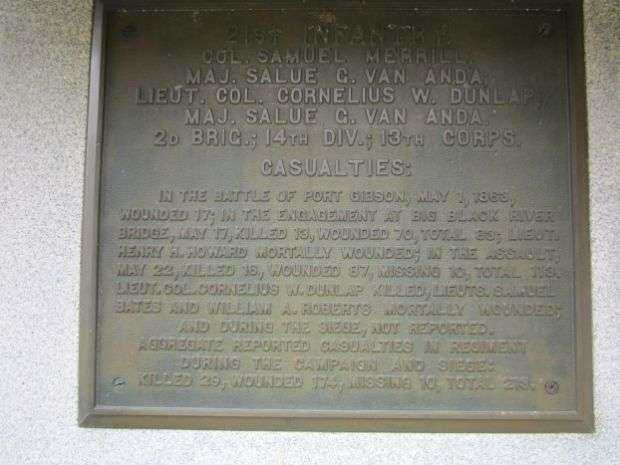 21ST INFANTRY
COL. SAMUEL MERRILL,
MAJ. SALUE G. VAN ANDA,
LIEUT. COL. CORNELIUS W. DUNLAP,
MAJ. SALUE G. VAN ANDA.
2D BRIG.; 14TH DIV.; 13TH CORPS.
CASUALTIES:
IN THE BATTLE OF PORT GIBSON, MAY 1, 1863,
WOUNDED 17; IN THE ENGAGEMENT AT BIG BLACK RIVER
BRIDGE, MAY 17, KILLED 13, WOUNDED 70, TOTAL 83; LIEUT.
HENRY H. HOWARD MORTALLY WOUNDED; IN THE ASSAULT,
MAY 22, KILLED 16, WOUNDED 87, MISSING 10, TOTAL 113,
LIEUT. COL. CORNELIUS W. DUNLAP KILLED, LIEUTS. SAMUEL
BATES AND WILLIAM A. ROBERTS MORTALLY WOUNDED;
AND DURING THE SIEGE, NOT REPORTED.
AGGREGATE REPORTED CASUALTIES IN REGIMENT
DURING THE CAMPAIGN AND SIEGE:
KILLED 29, WOUNDED 174, MISSING 10, TOTAL 213.